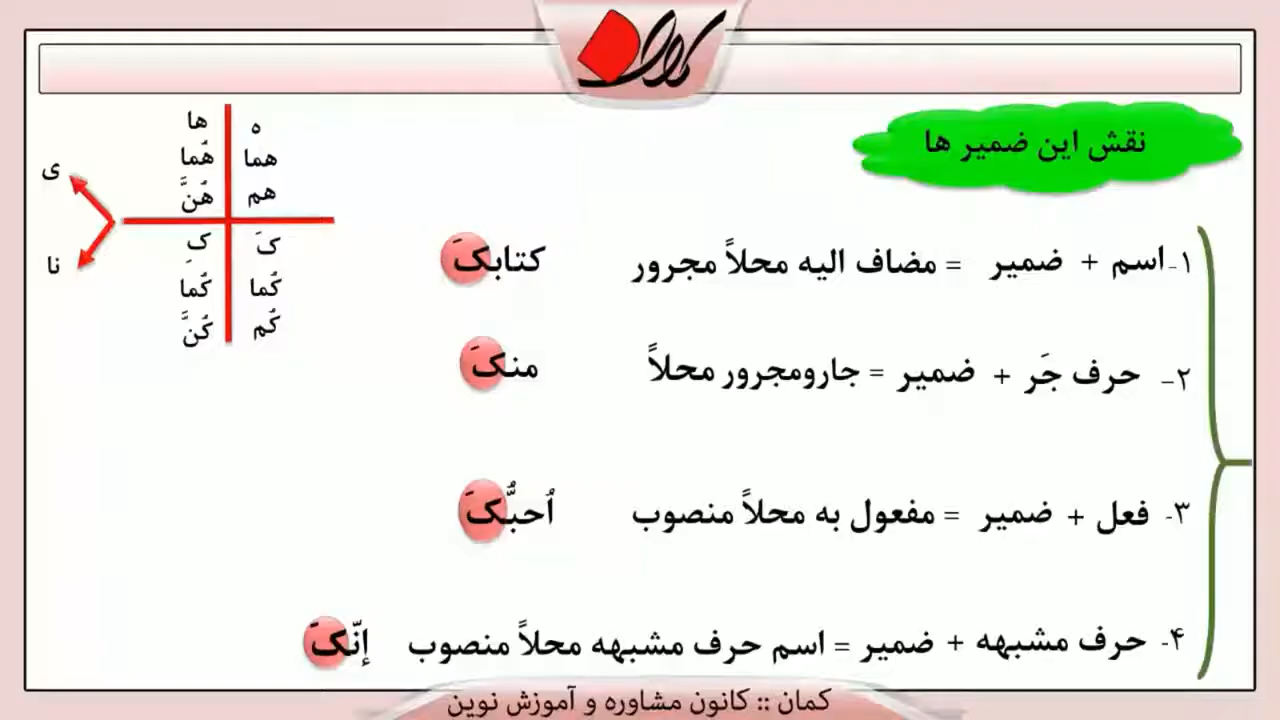 کمان
نقش این ضمیر ها
ه ها
هما هُما
هم هُنَّ
کَ کِ
کُما کُما
کُم کُنَّ
ی
نا
۱- اسم + ضمیر = مضاف الیه محلاً مجرور کتابکَ
۲- حرف جَر + ضمیر = جارومجرور محلاً منکَ
۳- فعل + ضمیر = مفعول به محلاً منصوب اُحبُّکَ
۴- حرف مشبهه + ضمیر = اسم حرف مشبهه محلاً منصوب إنّکَ
کمان :: کانون مشاوره و آموزش نوین